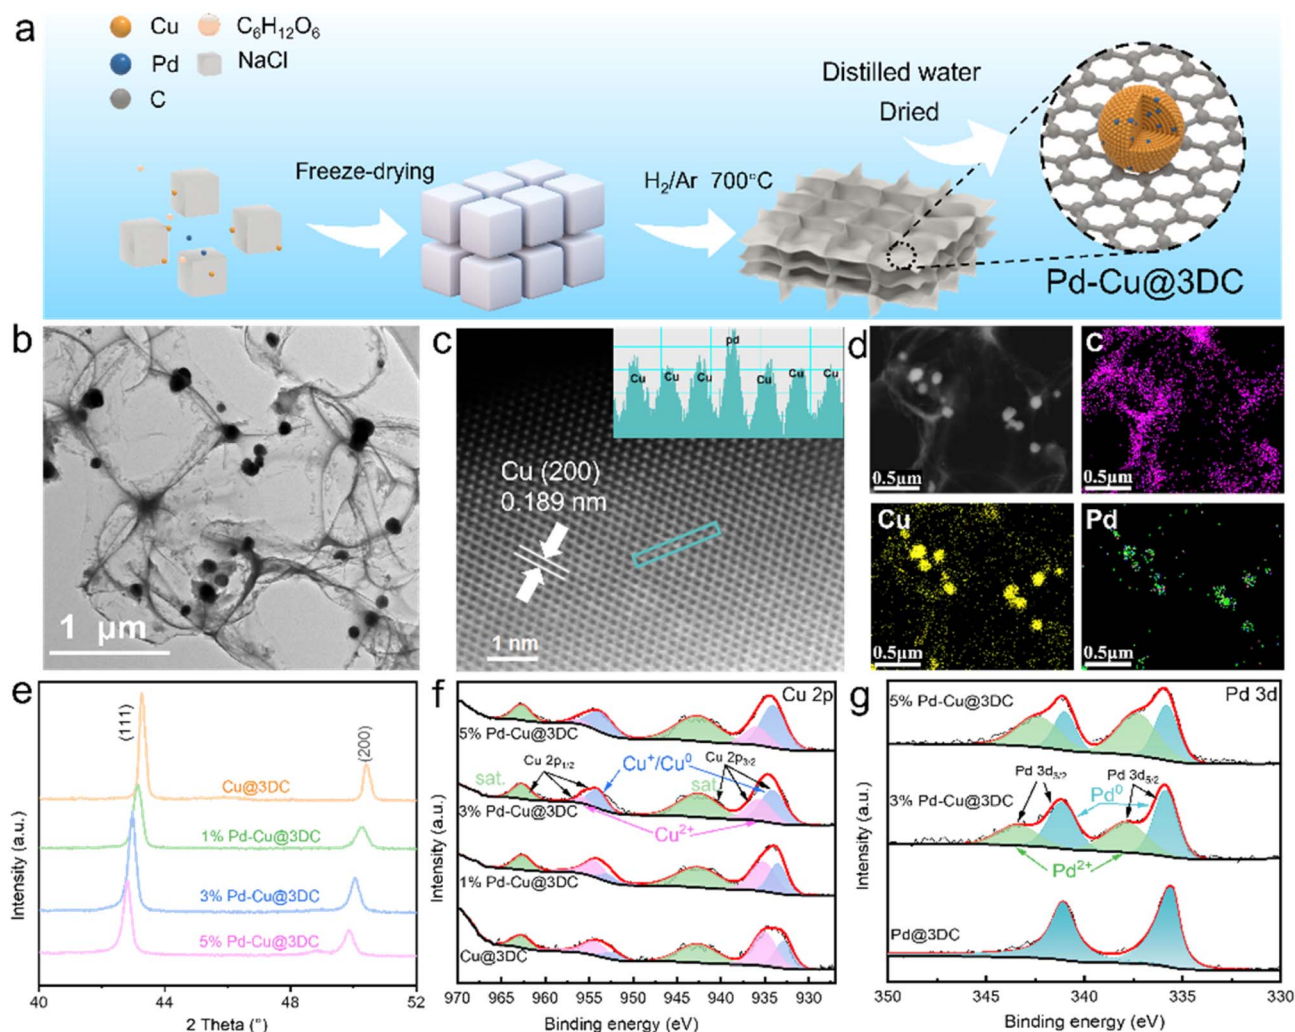 a
Cu
C₆H₁₂O₆
Pd
NaCl
C
Freeze-drying
H₂/Ar 700°C
Distilled water
Dried
Pd-Cu@3DC
b
1 μm
c
Cu Cu Cu pd Cu Cu Cu
Cu (200)
0.189 nm
1 nm
d
0.5μm
C
0.5μm
Cu
0.5μm
Pd
0.5μm
e
(111)
(200)
Cu@3DC
1% Pd-Cu@3DC
3% Pd-Cu@3DC
5% Pd-Cu@3DC
Intensity (a.u.)
40 44 48 52
2 Theta (°)
f
Cu 2p
5% Pd-Cu@3DC
sat.
Cu 2p₁/₂
Cu⁺/Cu⁰
sat.
Cu 2p₃/₂
3% Pd-Cu@3DC
Cu²⁺
1% Pd-Cu@3DC
Cu@3DC
Intensity (a.u.)
970 965 960 955 950 945 940 935 930
Binding energy (eV)
g
Pd 3d
5% Pd-Cu@3DC
Pd 3d₃/₂
Pd 3d₅/₂
3% Pd-Cu@3DC
Pd⁰
Pd²⁺
Pd@3DC
Intensity (a.u.)
350 345 340 335 330
Binding energy (eV)